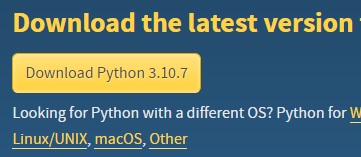 Download the latest version
Download Python 3.10.7
Looking for Python with a different OS? Python for
Linux/UNIX, macOS, Other